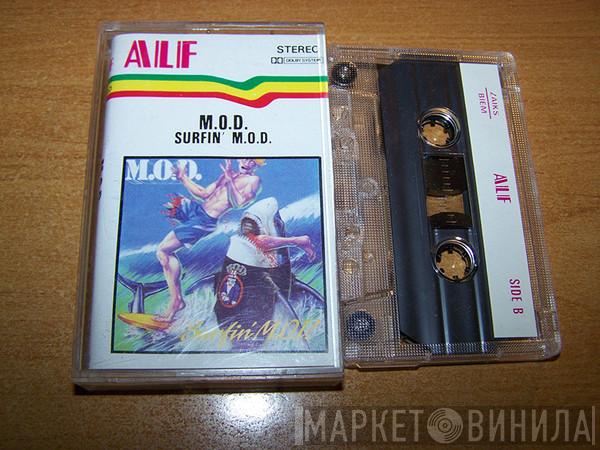 ALF
STEREO
DOLBY SYSTEM
M.O.D.
SURFIN' M.O.D.
M.O.D.
Surfin' M.O.D.
ZAIKS
BIEM
ALF
SIDE B
МАРКЕТ ВИНИЛА